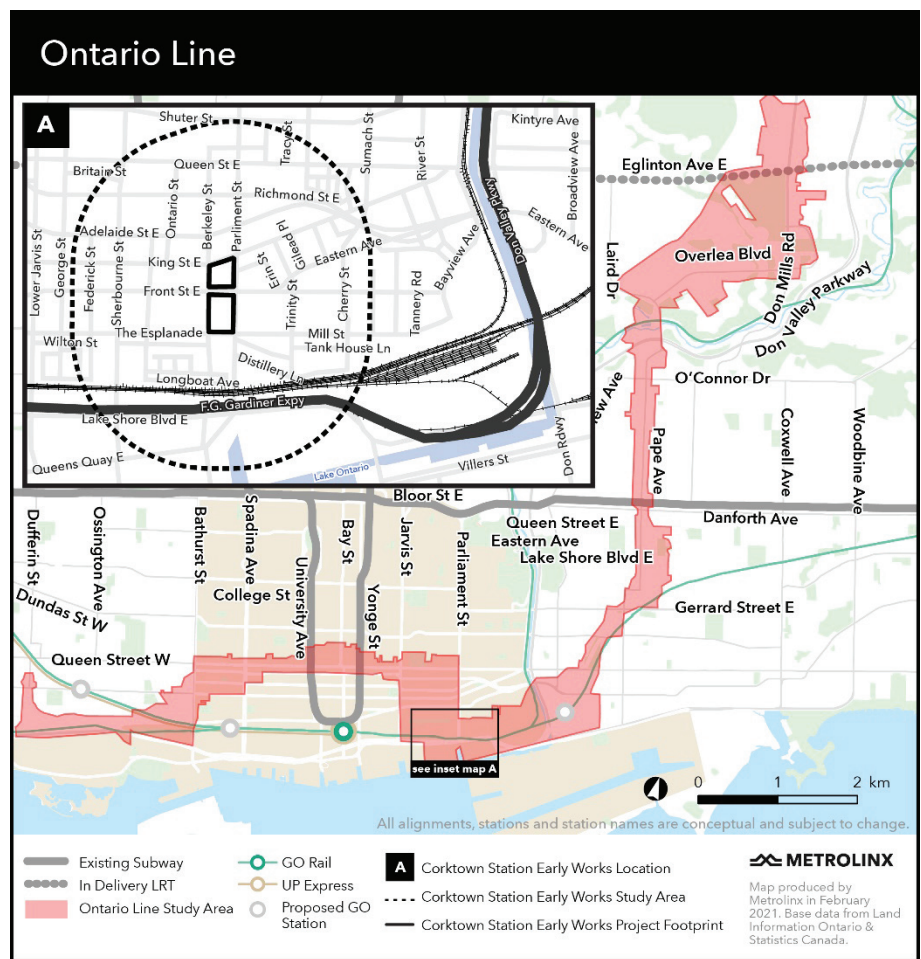 Ontario Line
A
Shuter St
Tracy St
Sumach St
River St
Kintyre Ave
Britain St
Queen St E
Ontario St
Berkeley St
Parliment St
Richmond St E
Don Valley Pkwy
Broadview Ave
Eastern Ave
Lower Jarvis St
George St
Federick St
Sherbourne St
Adelaide St E
Erin St
Gilead Pl
Eastern Ave
Bayview Ave
King St E
Front St E
Trinity St
Cherry St
Tannery Rd
The Esplanade
Wilton St
Mill St
Tank House Ln
Distillery Ln
Longboat Ave
F.G. Gardiner Expy
Lake Shore Blvd E
Queens Quay E
Lake Ontario
Villers St
Don Rdwy
Eglinton Ave E
Laird Dr
Overlea Blvd
Don Mills Rd
Don Valley Parkway
O'Connor Dr
ew Ave
Pape Ave
Coxwell Ave
Woodbine Ave
Bloor St E
Danforth Ave
Dufferin St
Ossington Ave
Bathurst St
Spadina Ave
University Ave
Bay St
Yonge St
Jarvis St
Parliament St
Queen Street E
Eastern Ave
Lake Shore Blvd E
College St
Dundas St W
Gerrard Street E
Queen Street W
see inset map A
0 1 2 km
All alignments, stations and station names are conceptual and subject to change.
Existing Subway
In Delivery LRT
Ontario Line Study Area
GO Rail
UP Express
Proposed GO
Station
A Corktown Station Early Works Location
Corktown Station Early Works Study Area
Corktown Station Early Works Project Footprint
METROLINX
Map produced by
Metrolinx in February
2021. Base data from Land
Information Ontario &
Statistics Canada.